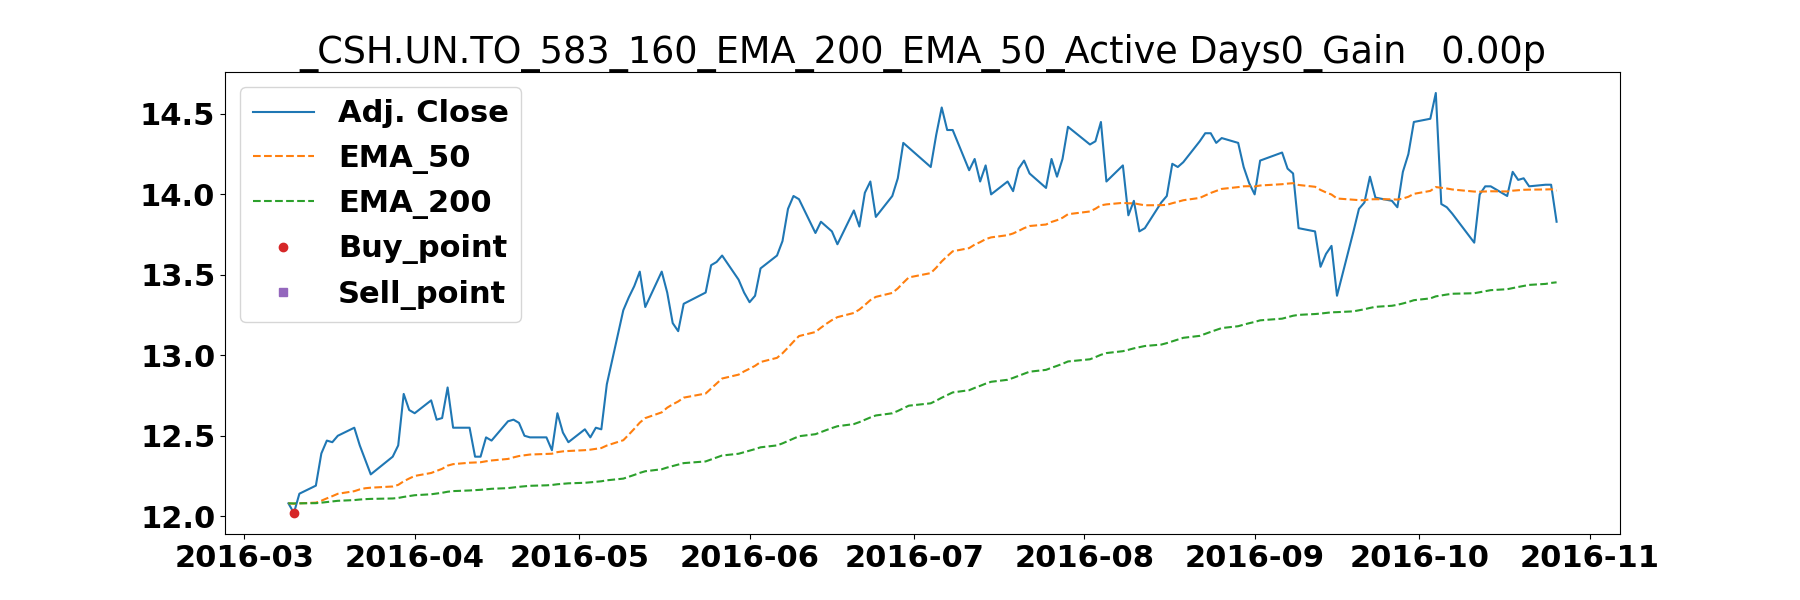 _CSH.UN.TO_583_160_EMA_200_EMA_50_Active Days0_Gain   0.00p
Adj. Close
EMA_50
EMA_200
Buy_point
Sell_point
14.5
14.0
13.5
13.0
12.5
12.0
2016-03 2016-04 2016-05 2016-06 2016-07 2016-08 2016-09 2016-10 2016-11